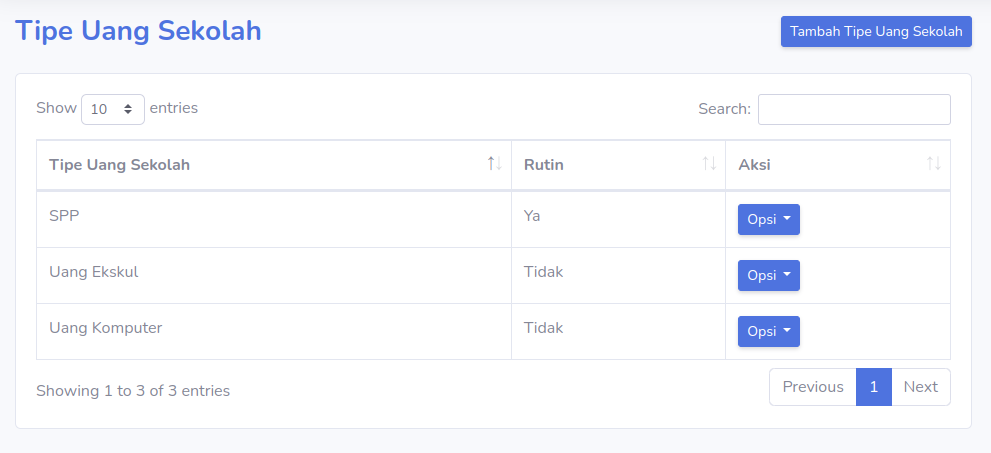 Tipe Uang Sekolah
Tambah Tipe Uang Sekolah
Show 10 entries
Search:
Tipe Uang Sekolah Rutin Aksi
SPP Ya Opsi
Uang Ekskul Tidak Opsi
Uang Komputer Tidak Opsi
Showing 1 to 3 of 3 entries
Previous 1 Next